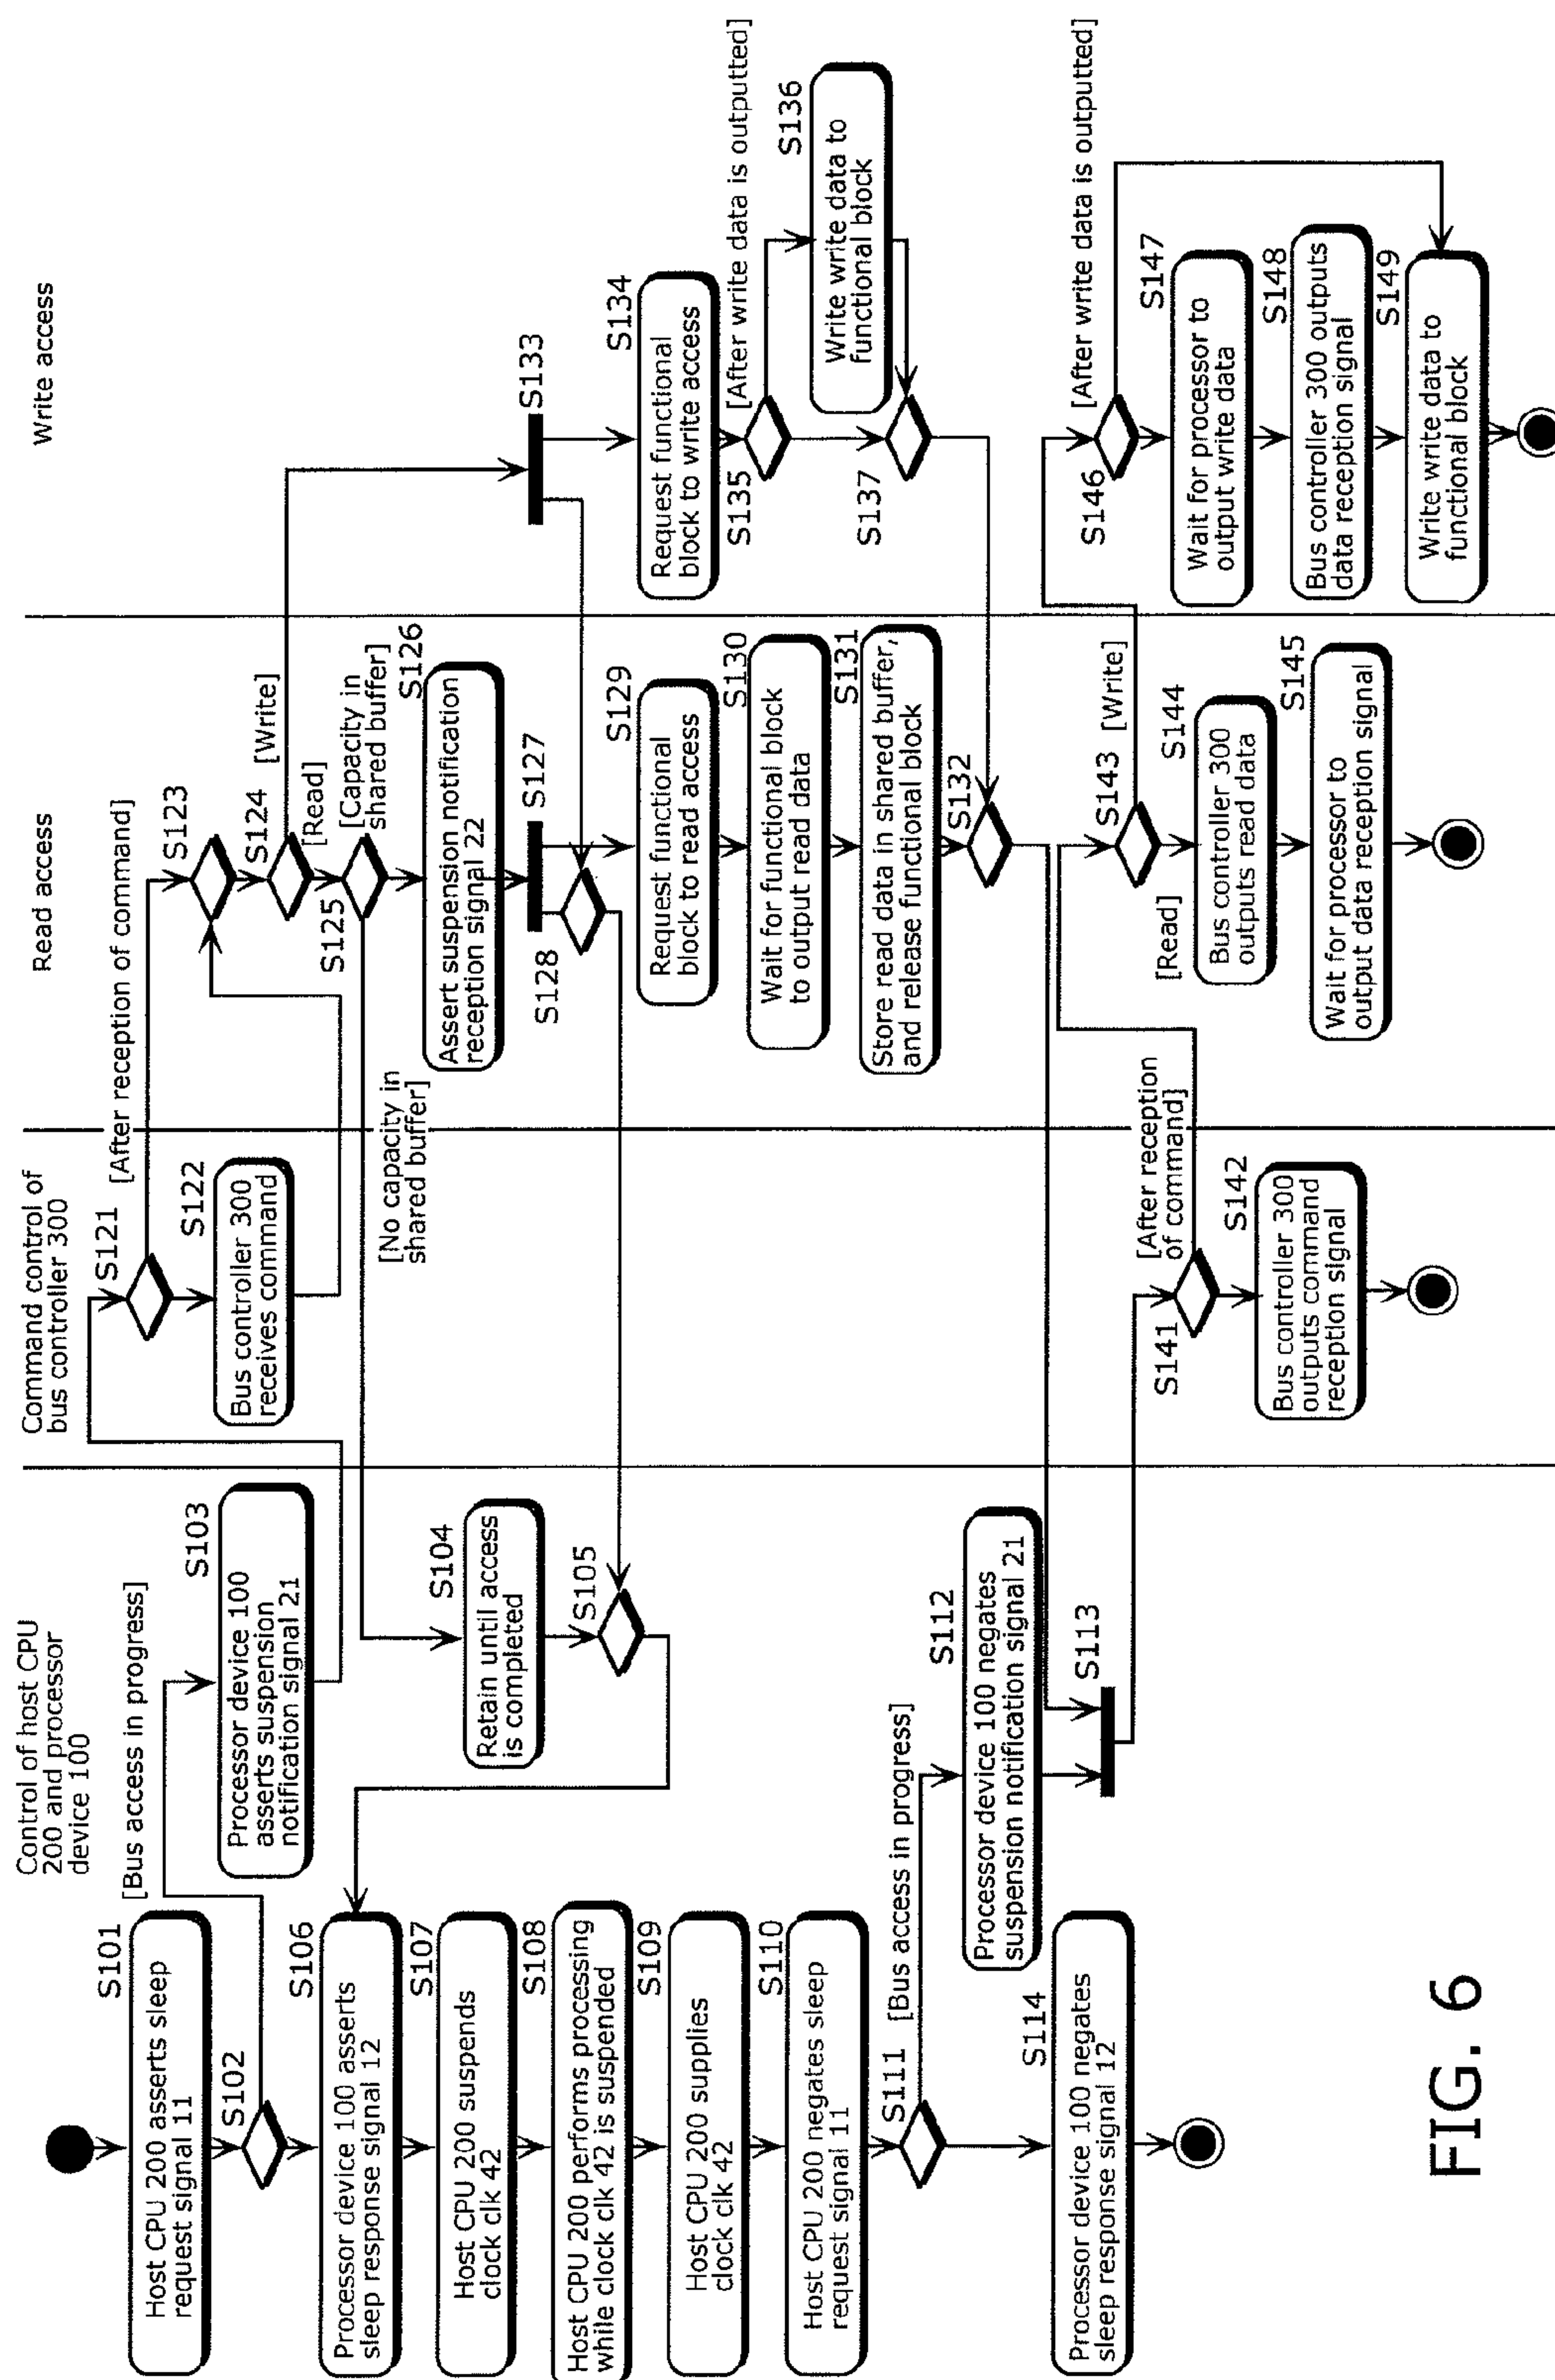 Control of host CPU
200 and processor
device 100
Command control of
bus controller 300
Read access
Write access
S101
Host CPU 200 asserts sleep
request signal 11
S102
[Bus access in progress]
S103
Processor device 100
asserts suspension
notification signal 21
S106
Processor device 100 asserts
sleep response signal 12
S107
Host CPU 200 suspends
clock clk 42
S108
Host CPU 200 performs processing
while clock clk 42 is suspended
S109
Host CPU 200 supplies
clock clk 42
S110
Host CPU 200 negates sleep
request signal 11
S111
[Bus access in progress]
S104
Retain until access
is completed
S105
S112
Processor device 100 negates
suspension notification signal 21
S113
S114
Processor device 100 negates
sleep response signal 12
S121
[After reception of command]
S122
Bus controller 300
receives command
[No capacity in
shared buffer]
S141
[After reception
of command]
S142
Bus controller 300
outputs command
reception signal
S123
S124
[Write]
[Read]
S125
[Capacity in
shared buffer]
S126
Assert suspension notification
reception signal 22
S127
S128
S129
Request functional
block to read access
S130
Wait for functional block
to output read data
S131
Store read data in shared buffer,
and release functional block
S132
S143
[Write]
[Read]
S144
Bus controller 300
outputs read data
S145
Wait for processor to
output data reception signal
S133
S134
Request functional
block to write access
S135
[After write data is outputted]
S136
Write write data to
functional block
S137
S146
[After write data is outputted]
S147
Wait for processor to
output write data
S148
Bus controller 300 outputs
data reception signal
S149
Write write data to
functional block
FIG. 6